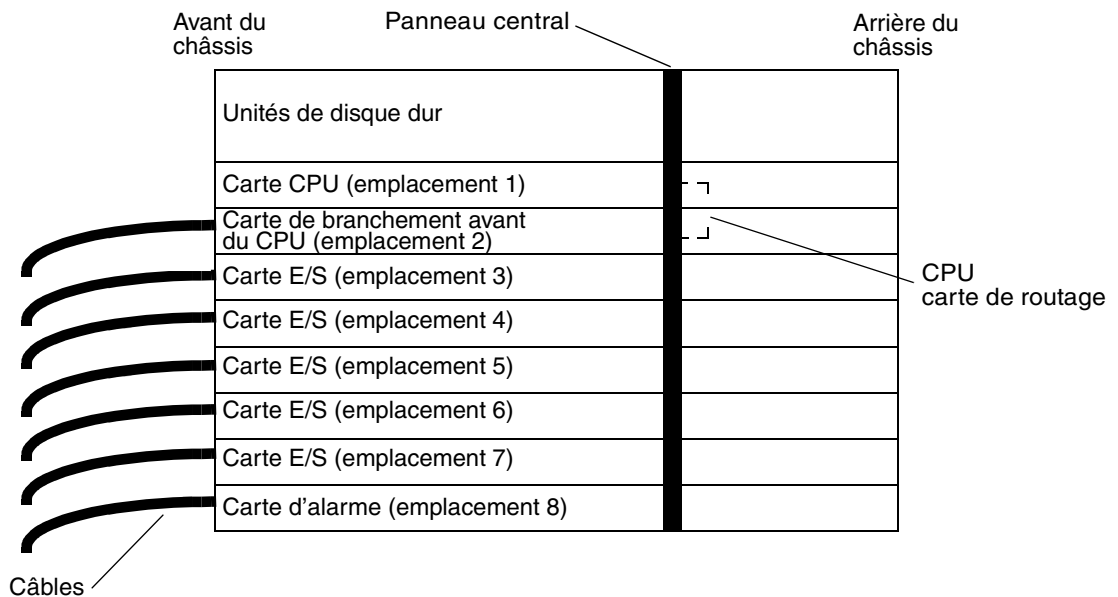 Avant du
châssis
Panneau central
Arrière du
châssis
Unités de disque dur
Carte CPU (emplacement 1)
Carte de branchement avant
du CPU (emplacement 2)
Carte E/S (emplacement 3)
Carte E/S (emplacement 4)
Carte E/S (emplacement 5)
Carte E/S (emplacement 6)
Carte E/S (emplacement 7)
Carte d'alarme (emplacement 8)
CPU
carte de routage
Câbles